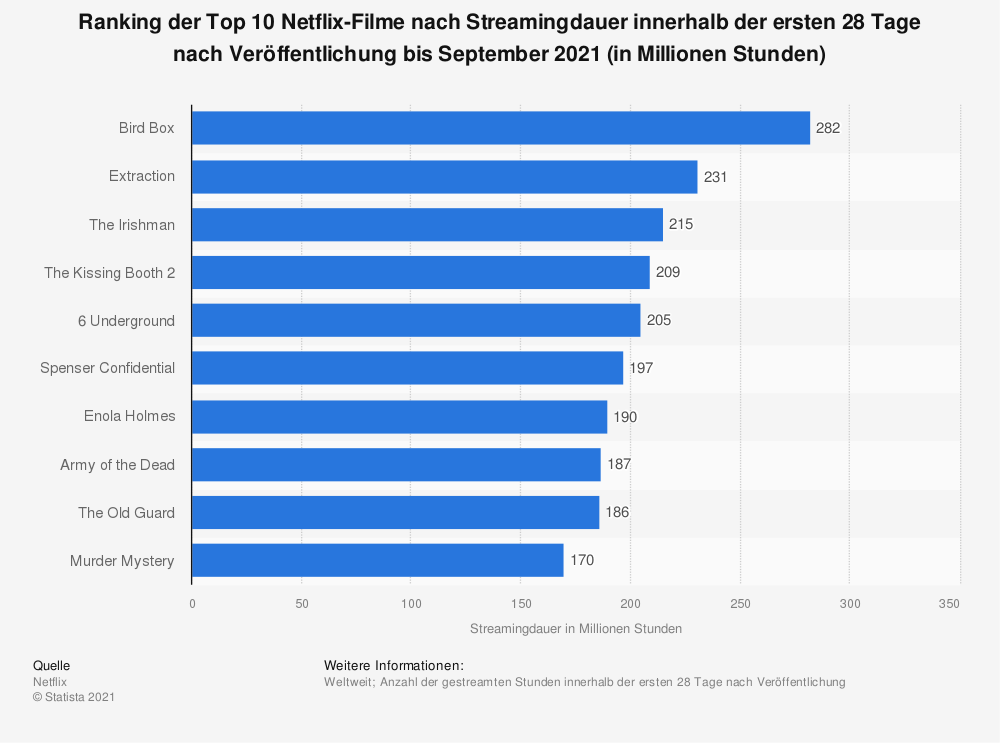 Ranking der Top 10 Netflix-Filme nach Streamingdauer innerhalb der ersten 28 Tage
nach Veröffentlichung bis September 2021 (in Millionen Stunden)
Bird Box 282
Extraction 231
The Irishman 215
The Kissing Booth 2 209
6 Underground 205
Spenser Confidential 197
Enola Holmes 190
Army of the Dead 187
The Old Guard 186
Murder Mystery 170
0 50 100 150 200 250 300 350
Streamingdauer in Millionen Stunden
Quelle
Netflix
© Statista 2021
Weitere Informationen:
Weltweit; Anzahl der gestreamten Stunden innerhalb der ersten 28 Tage nach Veröffentlichung